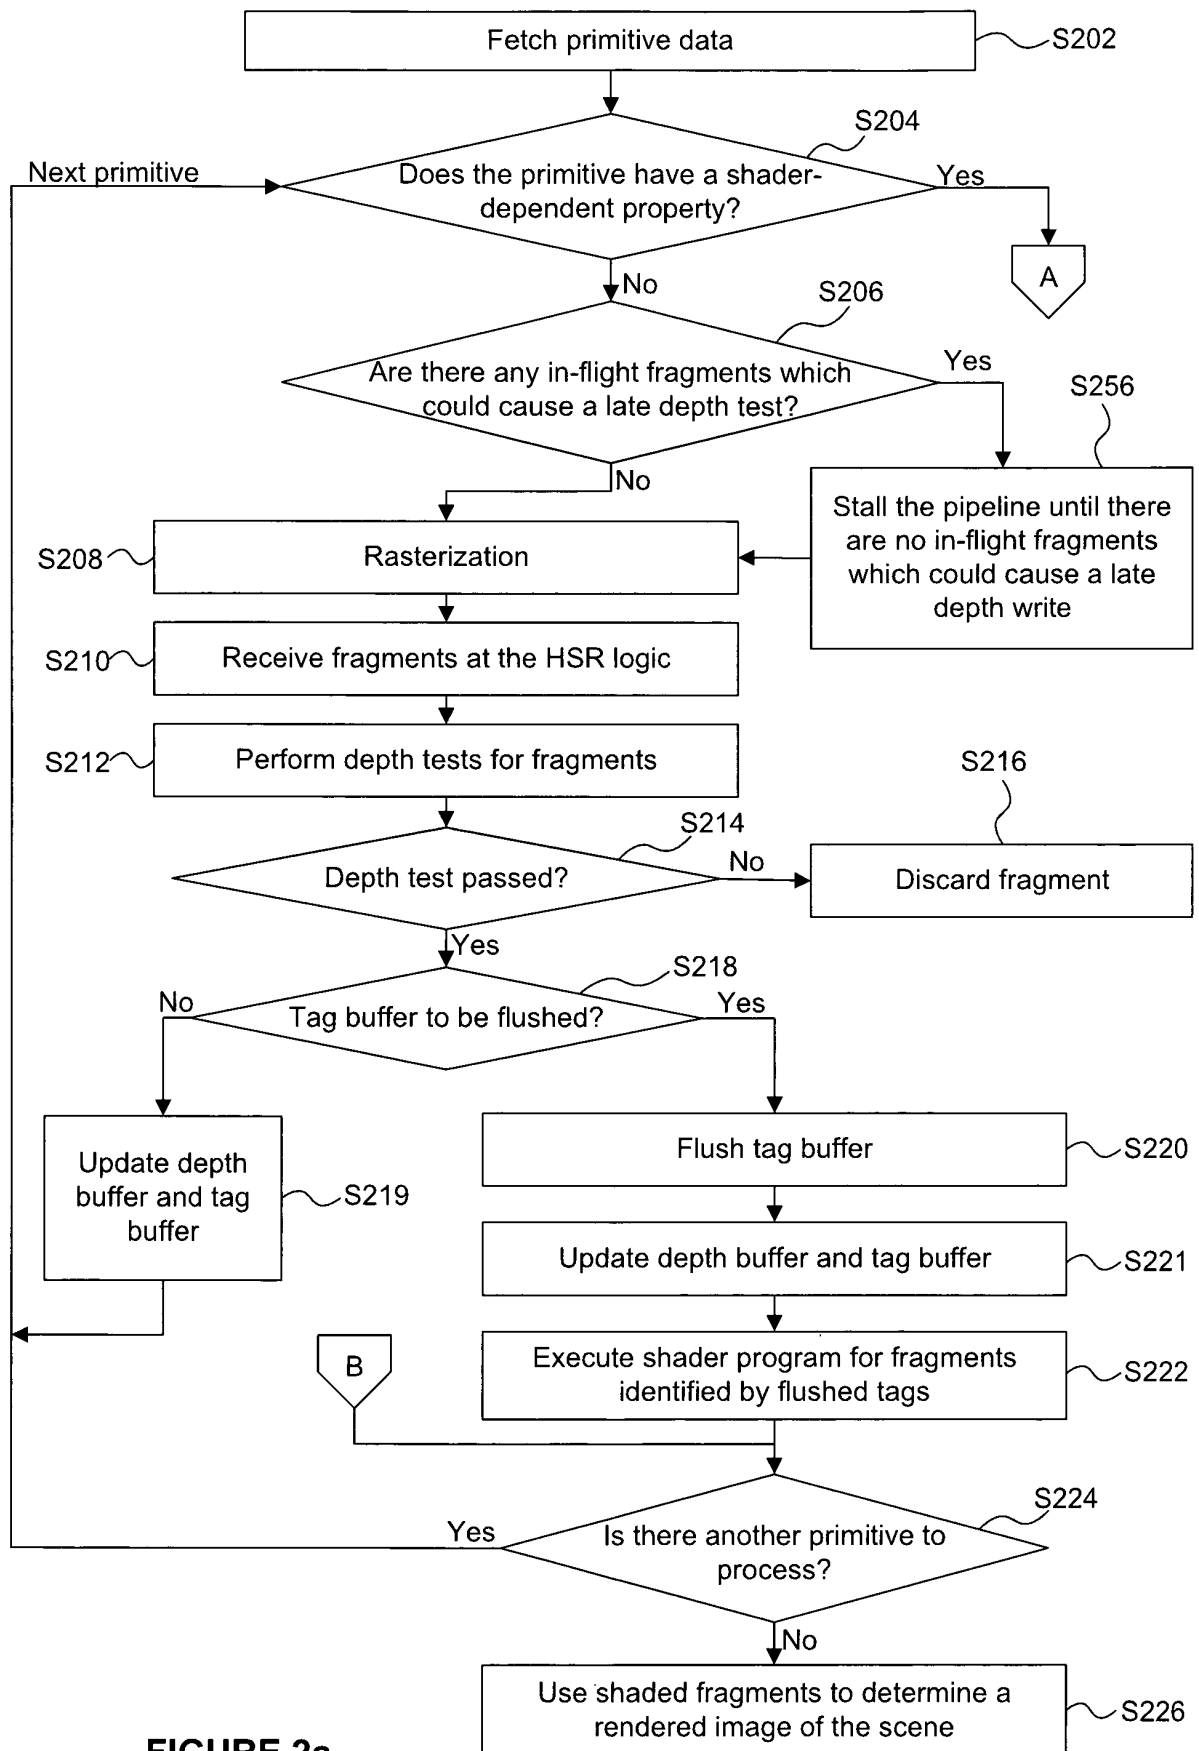 Fetch primitive data
S202
S204
Next primitive
Does the primitive have a shader-
dependent property?
Yes
A
No
S206
Are there any in-flight fragments which
could cause a late depth test?
Yes
S256
No
Stall the pipeline until there
are no in-flight fragments
which could cause a late
depth write
S208
Rasterization
S210
Receive fragments at the HSR logic
S212
Perform depth tests for fragments
S216
S214
Depth test passed?
No
Discard fragment
Yes
S218
No
Tag buffer to be flushed?
Yes
Flush tag buffer
S220
Update depth
buffer and tag
buffer
S219
Update depth buffer and tag buffer
S221
B
Execute shader program for fragments
identified by flushed tags
S222
S224
Yes
Is there another primitive to
process?
No
Use shaded fragments to determine a
rendered image of the scene
S226
FIGURE 2a